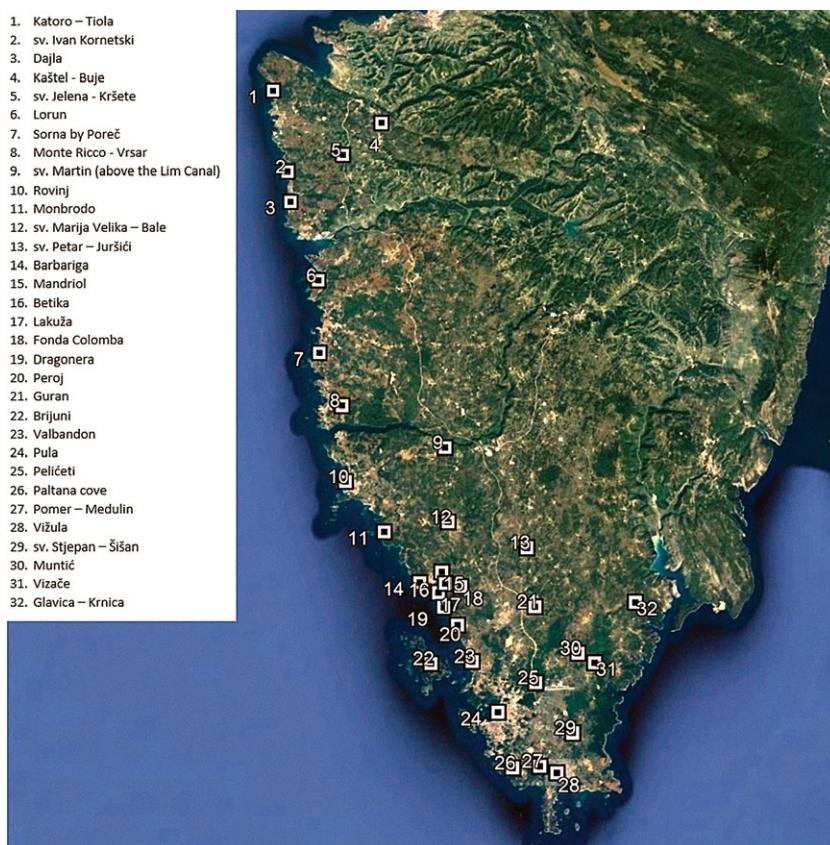 1. Katoro – Tiola
2. sv. Ivan Kornetski
3. Dajla
4. Kaštel - Buje
5. sv. Jelena - Kršete
6. Lorun
7. Sorna by Poreč
8. Monte Ricco - Vrsar
9. sv. Martin (above the Lim Canal)
10. Rovinj
11. Monbrodo
12. sv. Marija Velika – Bale
13. sv. Petar – Juršići
14. Barbariga
15. Mandriol
16. Betika
17. Lakuža
18. Fonda Colomba
19. Dragonera
20. Peroj
21. Guran
22. Brijuni
23. Valbandon
24. Pula
25. Pelićeti
26. Paltana cove
27. Pomer – Medulin
28. Vižula
29. sv. Stjepan – Šišan
30. Muntić
31. Vizače
32. Glavica – Krnica
1
4
5
2
3
6
7
8
9
10
12
11
13
14
16
15
18
17
21
32
19
20
22
23
30
31
25
24
29
26
27
28